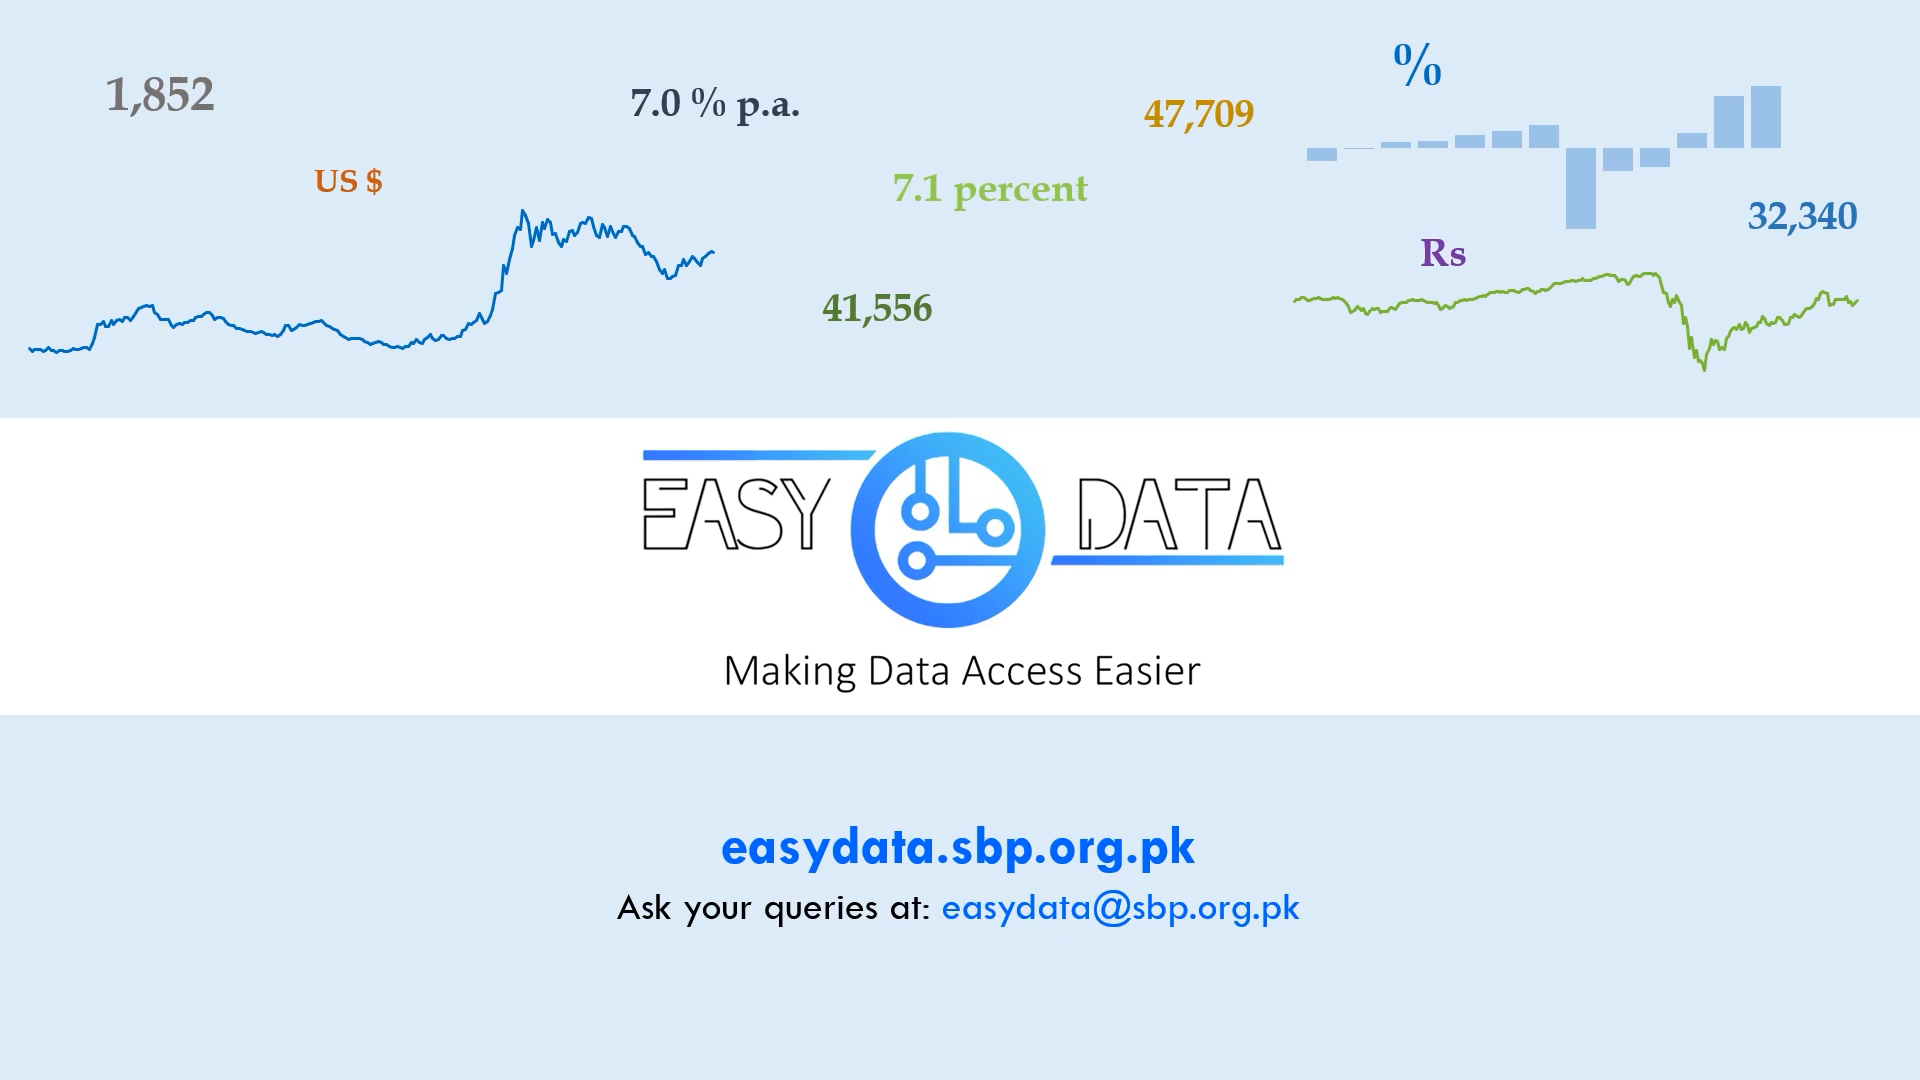 1,852
7.0 % p.a.
47,709
%
US $
7.1 percent
32,340
Rs
41,556
EASY DATA
Making Data Access Easier
easydata.sbp.org.pk
Ask your queries at: easydata@sbp.org.pk